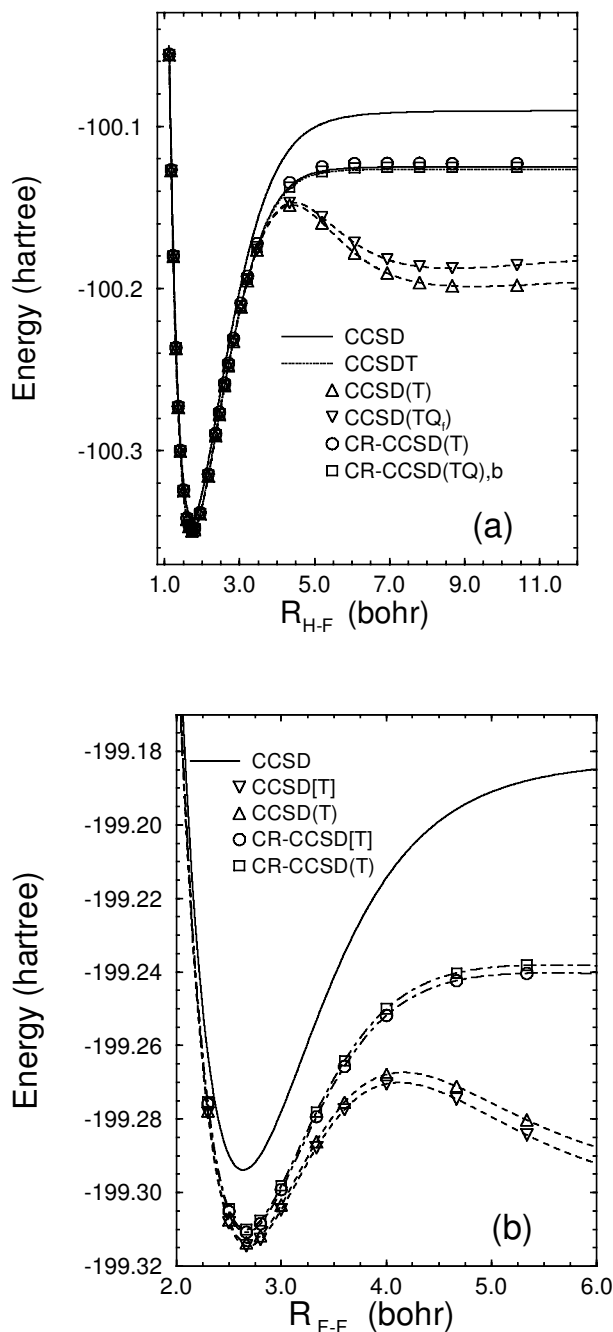 Energy (hartree)
-100.1
-100.2
-100.3
CCSD
CCSDT
CCSD(T)
CCSD(TQf)
CR-CCSD(T)
CR-CCSD(TQ),b
(a)
1.0 3.0 5.0 7.0 9.0 11.0
RH-F (bohr)
Energy (hartree)
-199.18
-199.20
-199.22
-199.24
-199.26
-199.28
-199.30
-199.32
CCSD
CCSD[T]
CCSD(T)
CR-CCSD[T]
CR-CCSD(T)
(b)
2.0 3.0 4.0 5.0 6.0
RF-F (bohr)